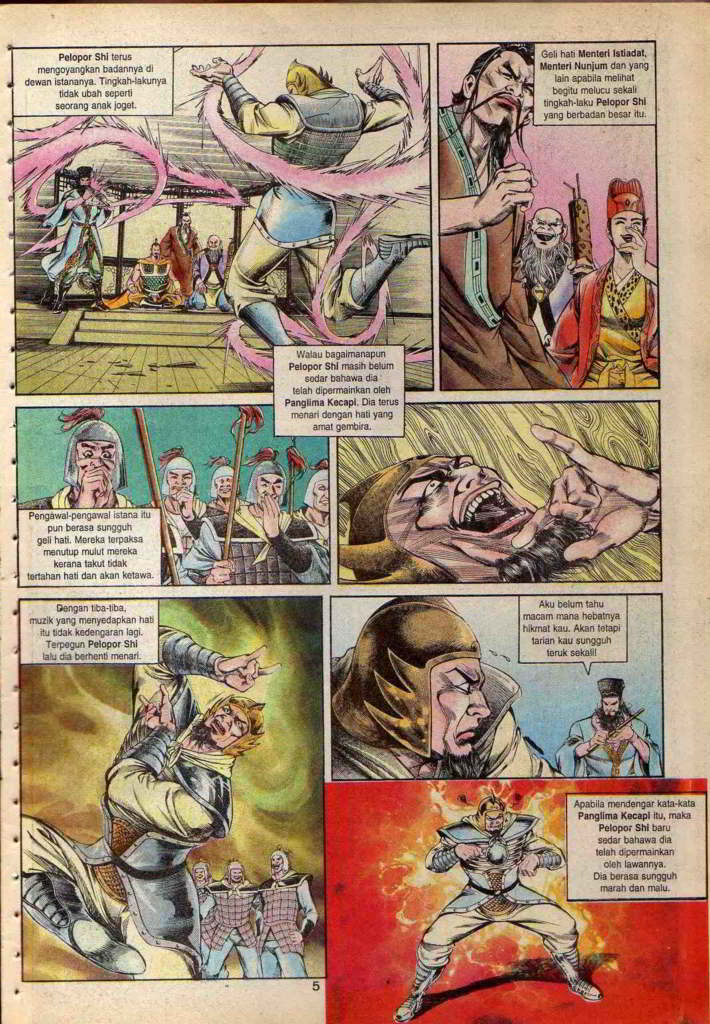 Pelopor Shi terus
mengoyangkan badannya di
dewan istananya. Tingkah-lakunya
tidak ubah seperti
seorang anak joget.
Geli hati Menteri Istiadat,
Menteri Nunjum dan yang
lain apabila melihat
begitu melucu sekali
tingkah-laku Pelopor Shi
yang berbadan besar itu.
Walau bagaimanapun
Pelopor Shi masih belum
sedar bahawa dia
telah dipermainkan oleh
Panglima Kecapi. Dia terus
menari dengan hati yang
amat gembira.
Pengawal-pengawal istana itu
pun berasa sungguh
geli hati. Mereka terpaksa
menutup mulut mereka
kerana takut tidak
tertahan hati dan akan ketawa.
Dengan tiba-tiba,
muzik yang menyedapkan hati
itu tidak kedengaran lagi.
Terpegun Pelopor Shi
lalu dia berhenti menari.
Aku belum tahu
macam mana hebatnya
hikmat kau. Akan tetapi
tarian kau sungguh
teruk sekali!
Apabila mendengar kata-kata
Panglima Kecapi itu, maka
Pelopor Shi baru
sedar bahawa dia
telah dipermainkan
oleh lawannya.
Dia berasa sungguh
marah dan malu.
5